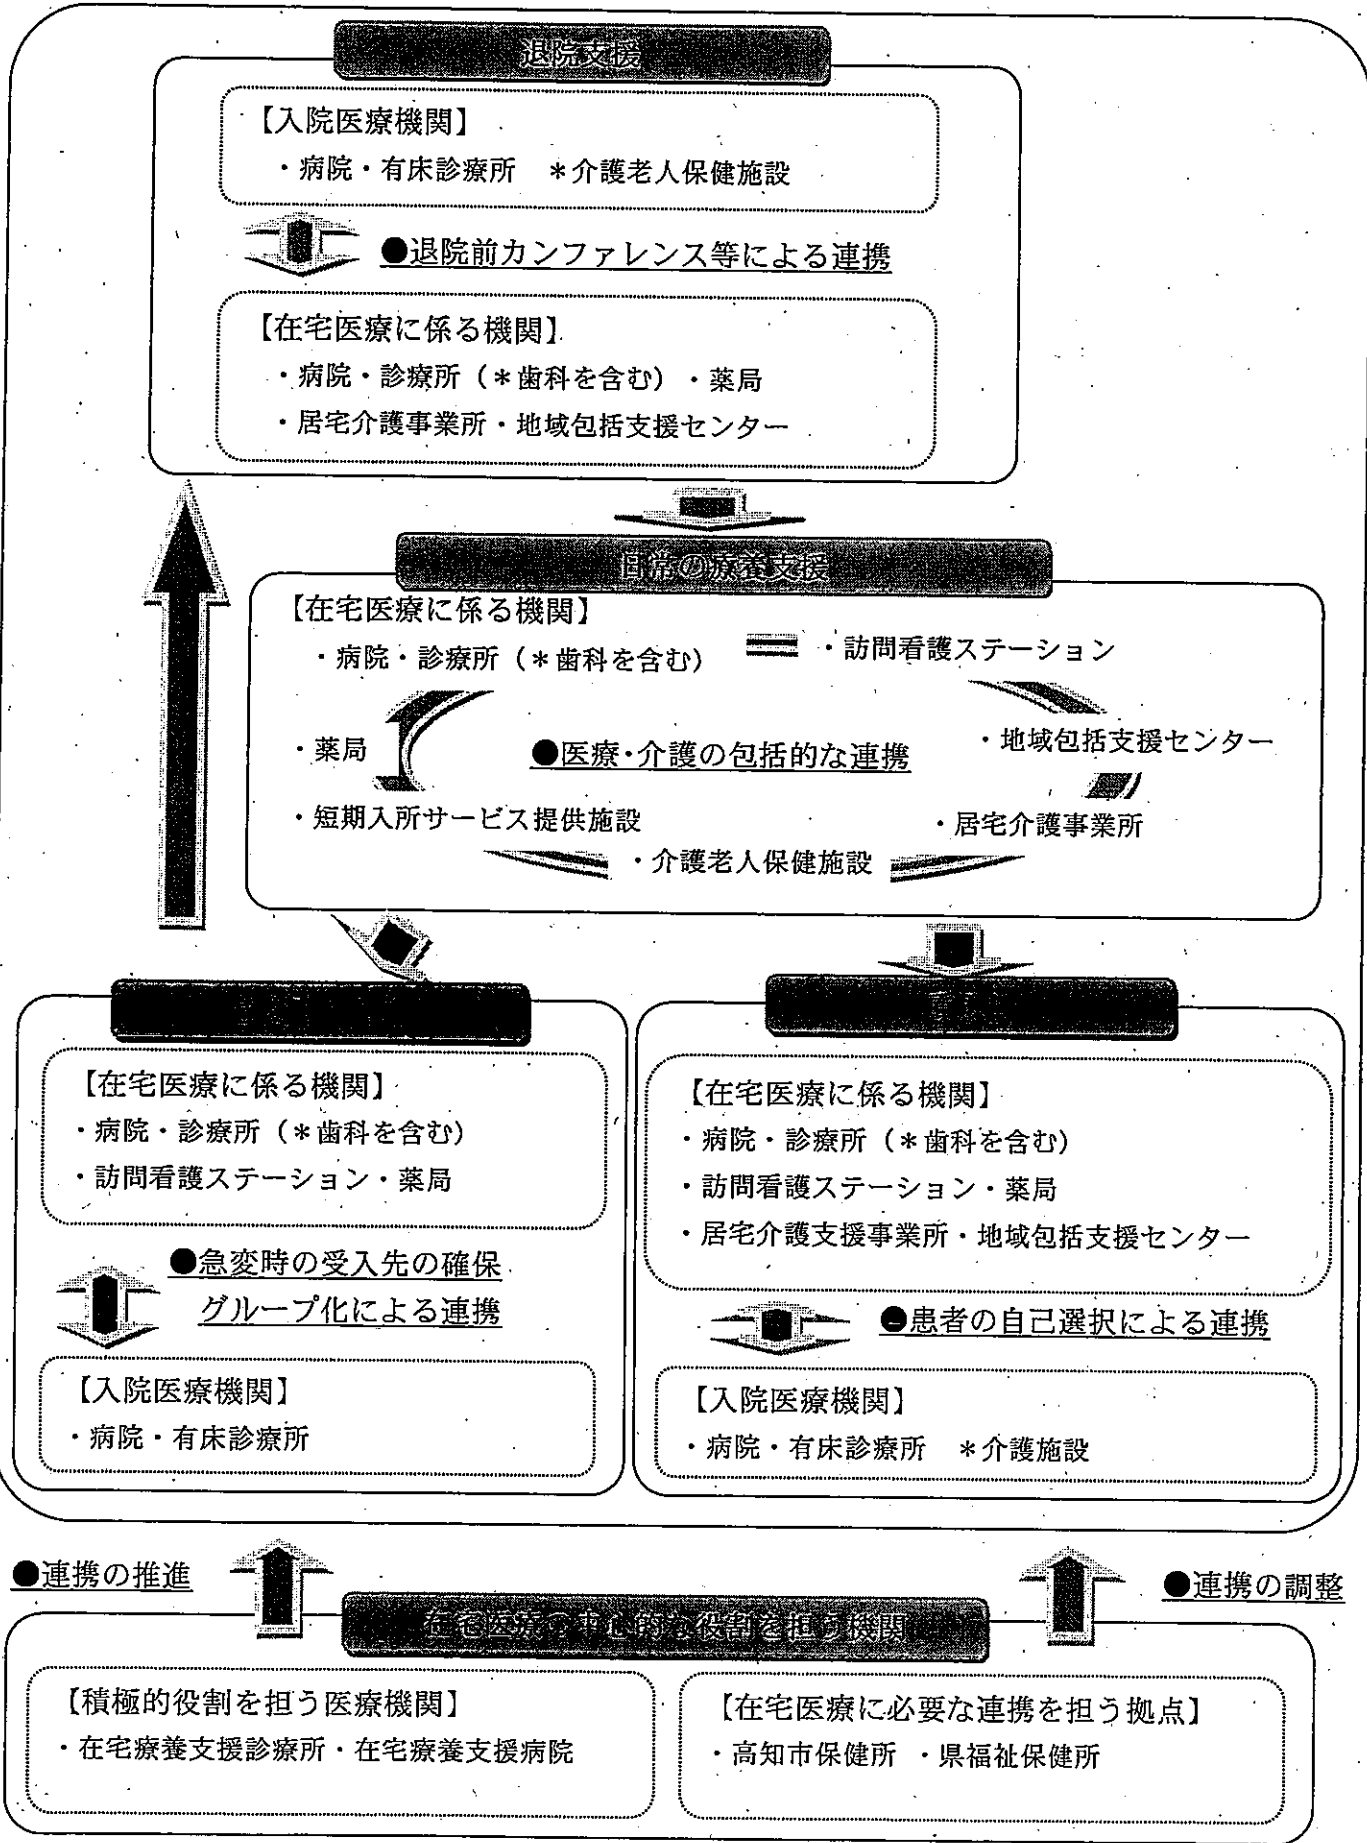 退院支援
【入院医療機関】
・病院・有床診療所　＊介護老人保健施設
●退院前カンファレンス等による連携
【在宅医療に係る機関】
・病院・診療所（＊歯科を含む）・薬局
・居宅介護事業所・地域包括支援センター
日常の療養支援
【在宅医療に係る機関】
・病院・診療所（＊歯科を含む）
・訪問看護ステーション
・薬局
●医療・介護の包括的な連携
・地域包括支援センター
・短期入所サービス提供施設
・居宅介護事業所
・介護老人保健施設
【在宅医療に係る機関】
・病院・診療所（＊歯科を含む）
・訪問看護ステーション・薬局
●急変時の受入先の確保
グループ化による連携
【入院医療機関】
・病院・有床診療所
【在宅医療に係る機関】
・病院・診療所（＊歯科を含む）
・訪問看護ステーション・薬局
・居宅介護支援事業所・地域包括支援センター
●患者の自己選択による連携
【入院医療機関】
・病院・有床診療所　＊介護施設
●連携の推進
●連携の調整
在宅医療で中心的な役割を担う機関
【積極的役割を担う医療機関】
・在宅療養支援診療所・在宅療養支援病院
【在宅医療に必要な連携を担う拠点】
・高知市保健所　・県福祉保健所